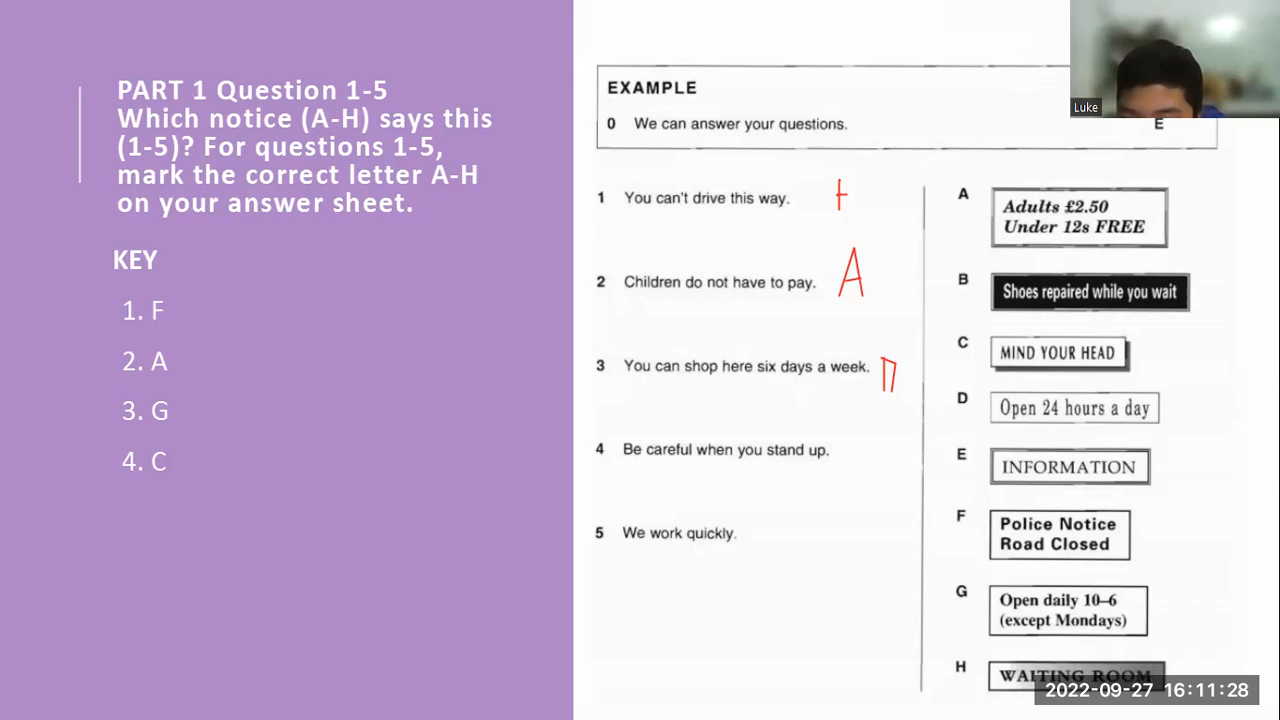 PART 1 Question 1-5
Which notice (A-H) says this
(1-5)? For questions 1-5,
mark the correct letter A-H
on your answer sheet.
KEY
1. F
2. A
3. G
4. C
EXAMPLE
0 We can answer your questions.
E
1 You can't drive this way.
2 Children do not have to pay. A
3 You can shop here six days a week.
4 Be careful when you stand up.
5 We work quickly.
A Adults £2.50
Under 12s FREE
B Shoes repaired while you wait
C MIND YOUR HEAD
D Open 24 hours a day
E INFORMATION
F Police Notice
Road Closed
G Open daily 10–6
(except Mondays)
H WAITING ROOM
Luke
2022-09-27 16:11:28